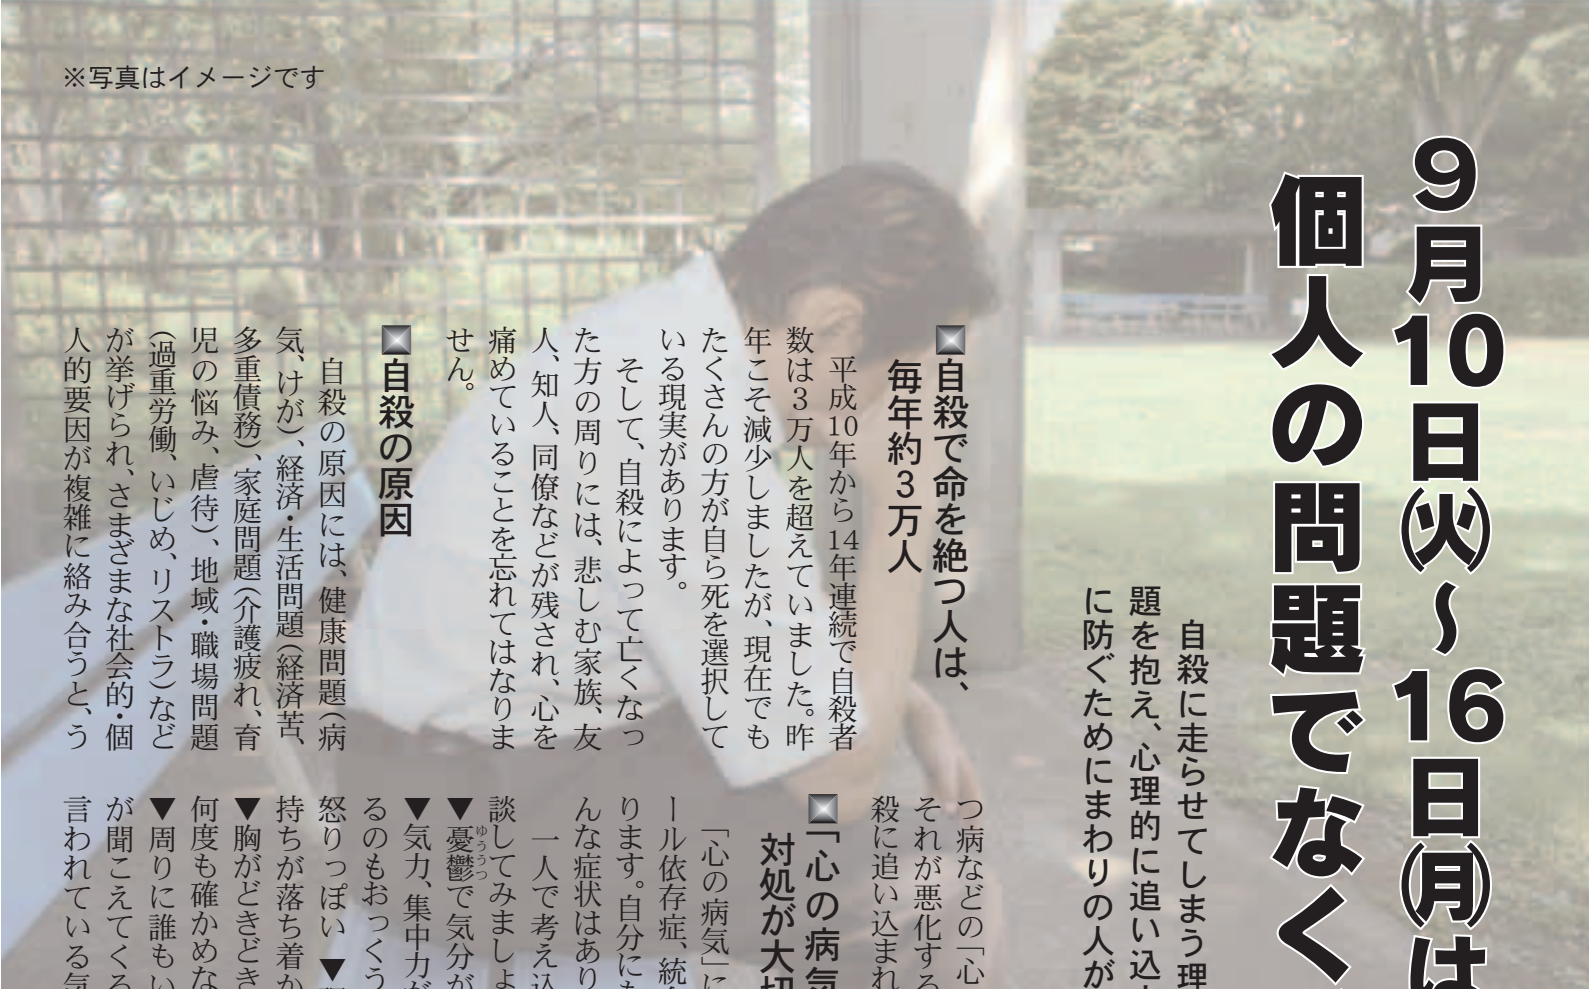 ９月10日㈫～16日㈪は
個人の問題でなく
自殺に走らせてしまう理
題を抱え、心理的に追い込
に防ぐためにまわりの人が
■自殺で命を絶つ人は、
毎年約３万人
平成10年から14年連続で自殺者
数は３万人を超えていました。昨
年こそ減少しましたが、現在でも
たくさんの方が自ら死を選択して
いる現実があります。
そして、自殺によって亡くなっ
た方の周りには、悲しむ家族、友
人、知人、同僚などが残され、心を
痛めていることを忘れてはなりま
せん。
■自殺の原因
自殺の原因には、健康問題（病
気、けが）、経済・生活問題（経済苦、
多重債務）、家庭問題（介護疲れ、育
児の悩み、虐待）、地域・職場問題
（過重労働、いじめ、リストラ）など
が挙げられ、さまざまな社会的・個
人的要因が複雑に絡み合うと、う
つ病などの「心
それが悪化する
殺に追い込まれ
■「心の病気
対処が大切
「心の病気」に
ール依存症、統
ります。自分にも
んな症状はあり
一人で考え込
談してみましょ
▼憂鬱で気分が
ゆううつ
▼気力、集中力が
るのもおっくう
怒りっぽい ▼
持ちが落ち着か
▼胸がどきどき
何度も確かめな
▼周りに誰もい
が聞こえてくる
言われている気
※写真はイメージです